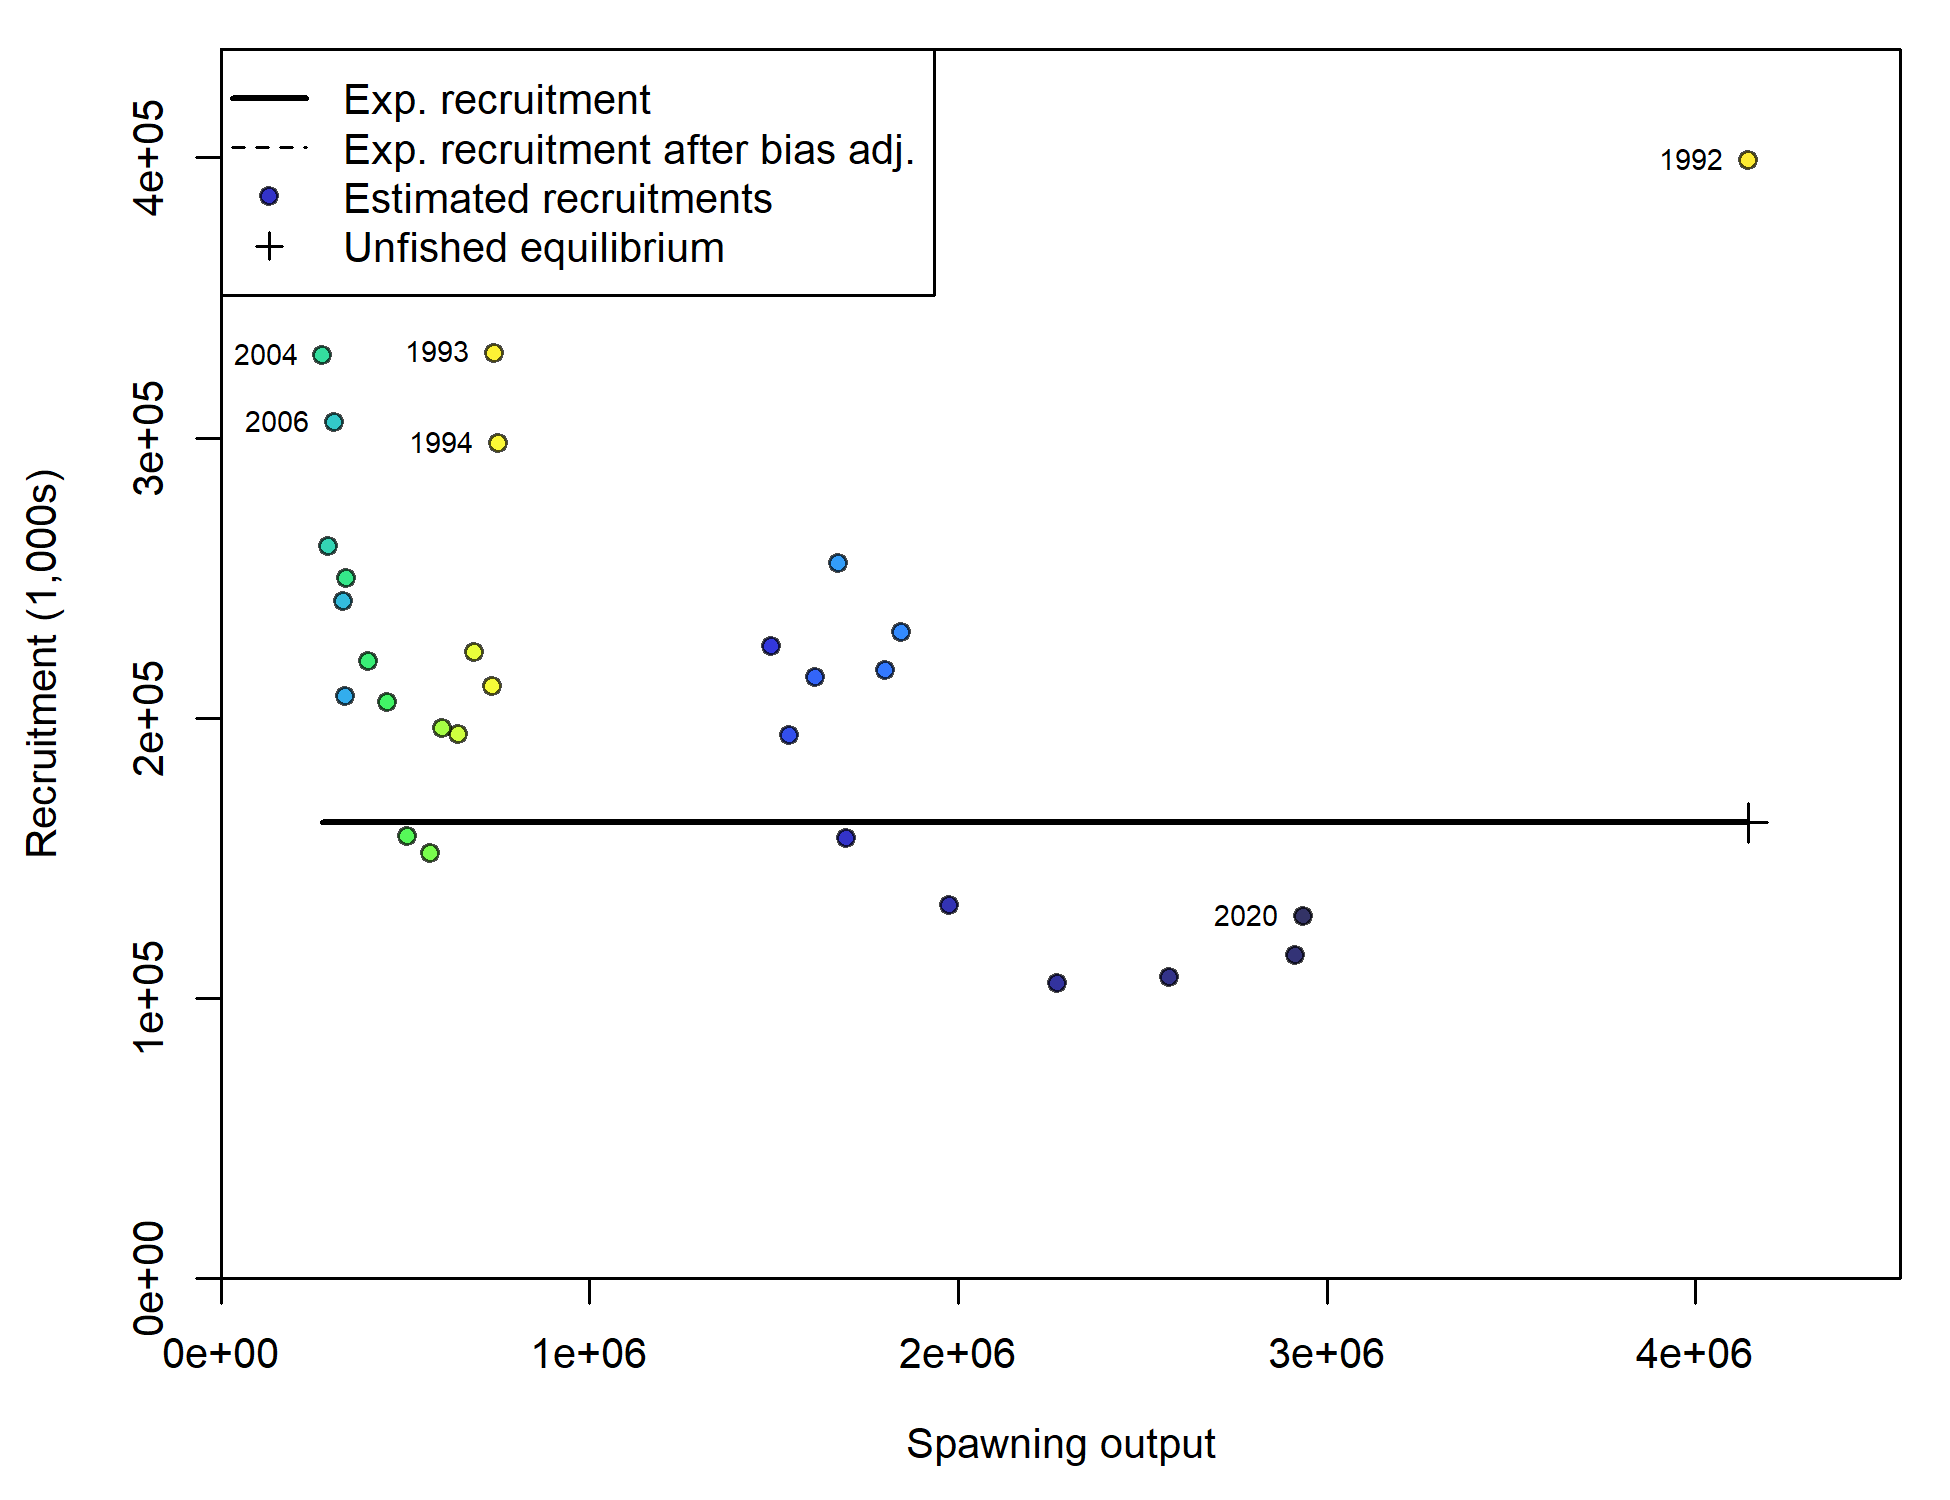 Exp. recruitment
Exp. recruitment after bias adj.
Estimated recruitments
Unfished equilibrium
1992
2004
1993
2006
1994
2020
Recruitment (1,000s)
4e+05
3e+05
2e+05
1e+05
0e+00
0e+00
1e+06
2e+06
3e+06
4e+06
Spawning output